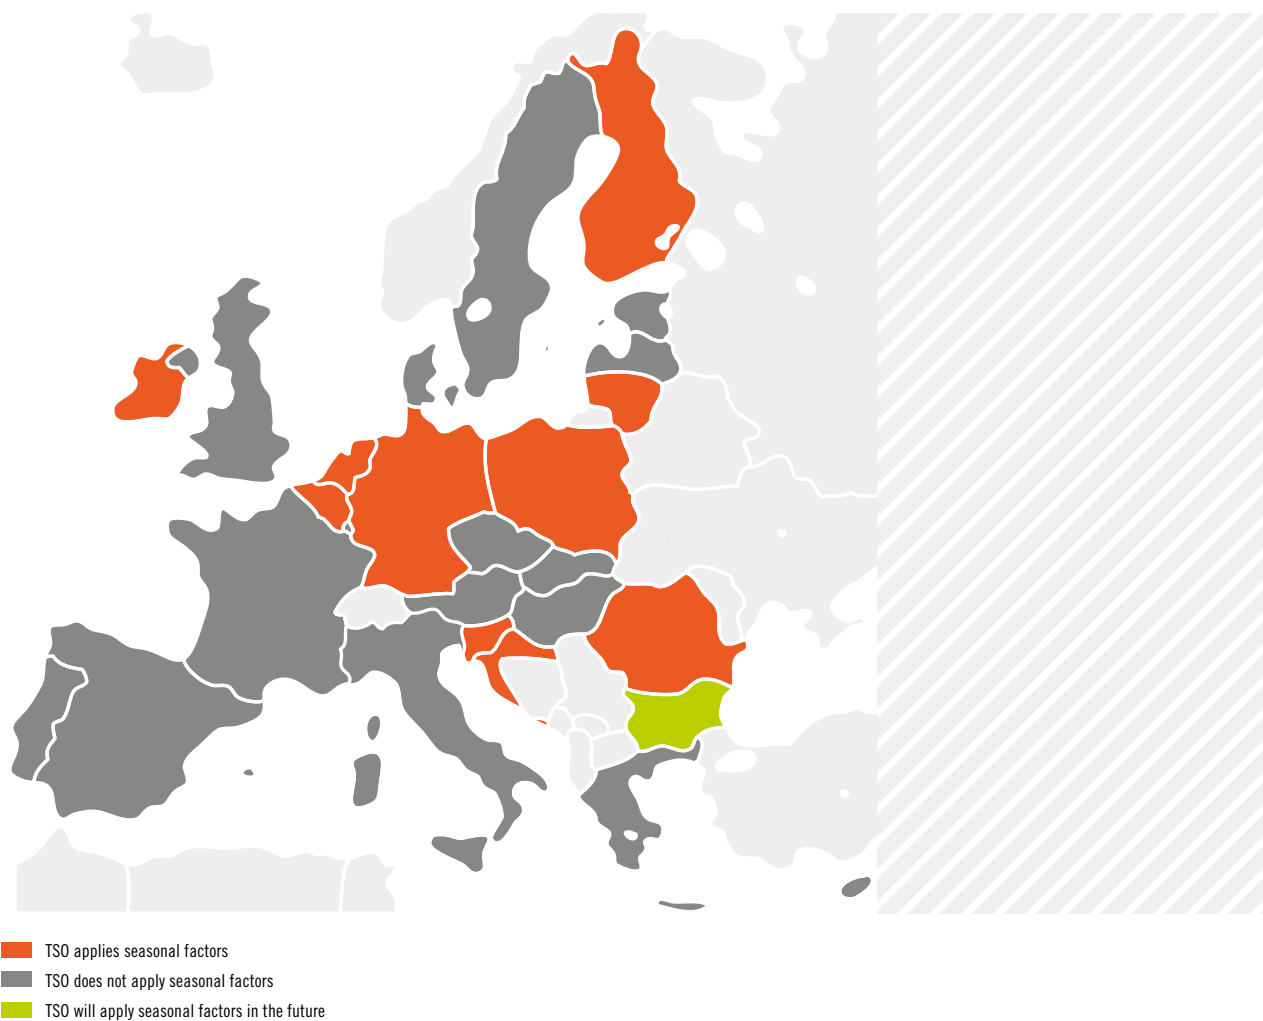 TSO applies seasonal factors
TSO does not apply seasonal factors
TSO will apply seasonal factors in the future